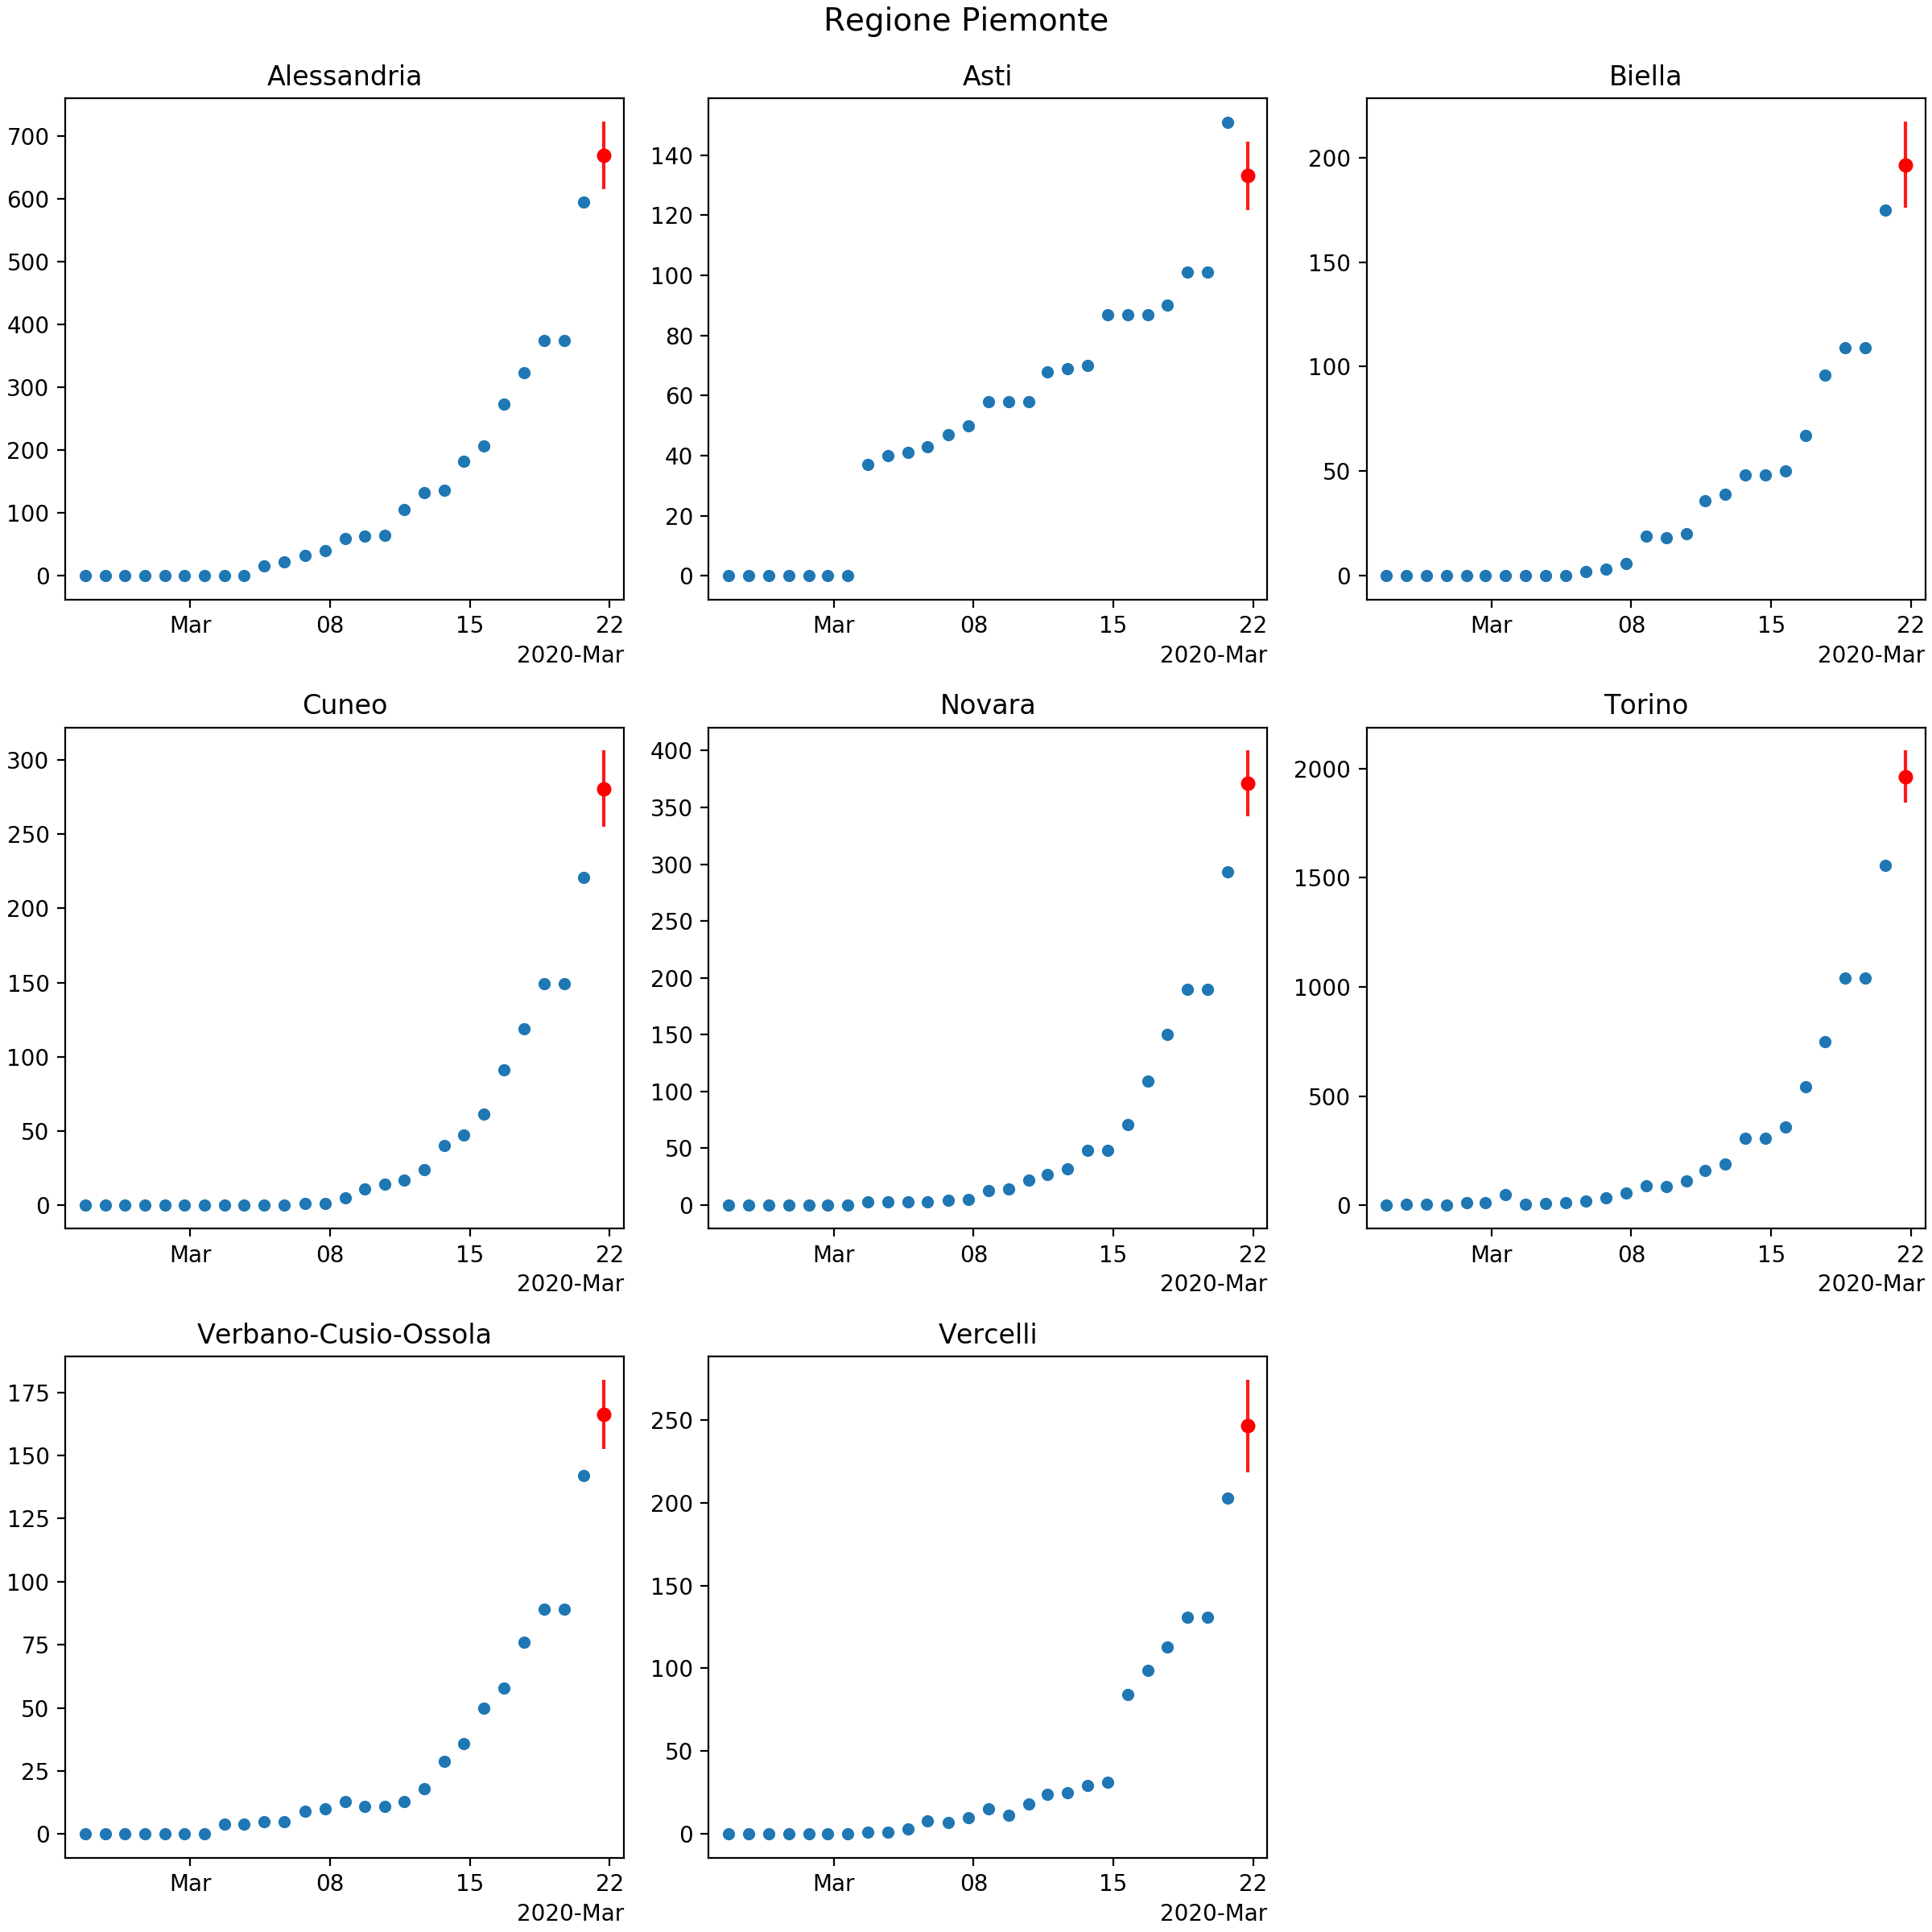 Regione Piemonte
Alessandria
700
600
500
400
300
200
100
0
Mar 08 15 22
2020-Mar
Asti
140
120
100
80
60
40
20
0
Mar 08 15 22
2020-Mar
Biella
200
150
100
50
0
Mar 08 15 22
2020-Mar
Cuneo
300
250
200
150
100
50
0
Mar 08 15 22
2020-Mar
Novara
400
350
300
250
200
150
100
50
0
Mar 08 15 22
2020-Mar
Torino
2000
1500
1000
500
0
Mar 08 15 22
2020-Mar
Verbano-Cusio-Ossola
175
150
125
100
75
50
25
0
Mar 08 15 22
2020-Mar
Vercelli
250
200
150
100
50
0
Mar 08 15 22
2020-Mar